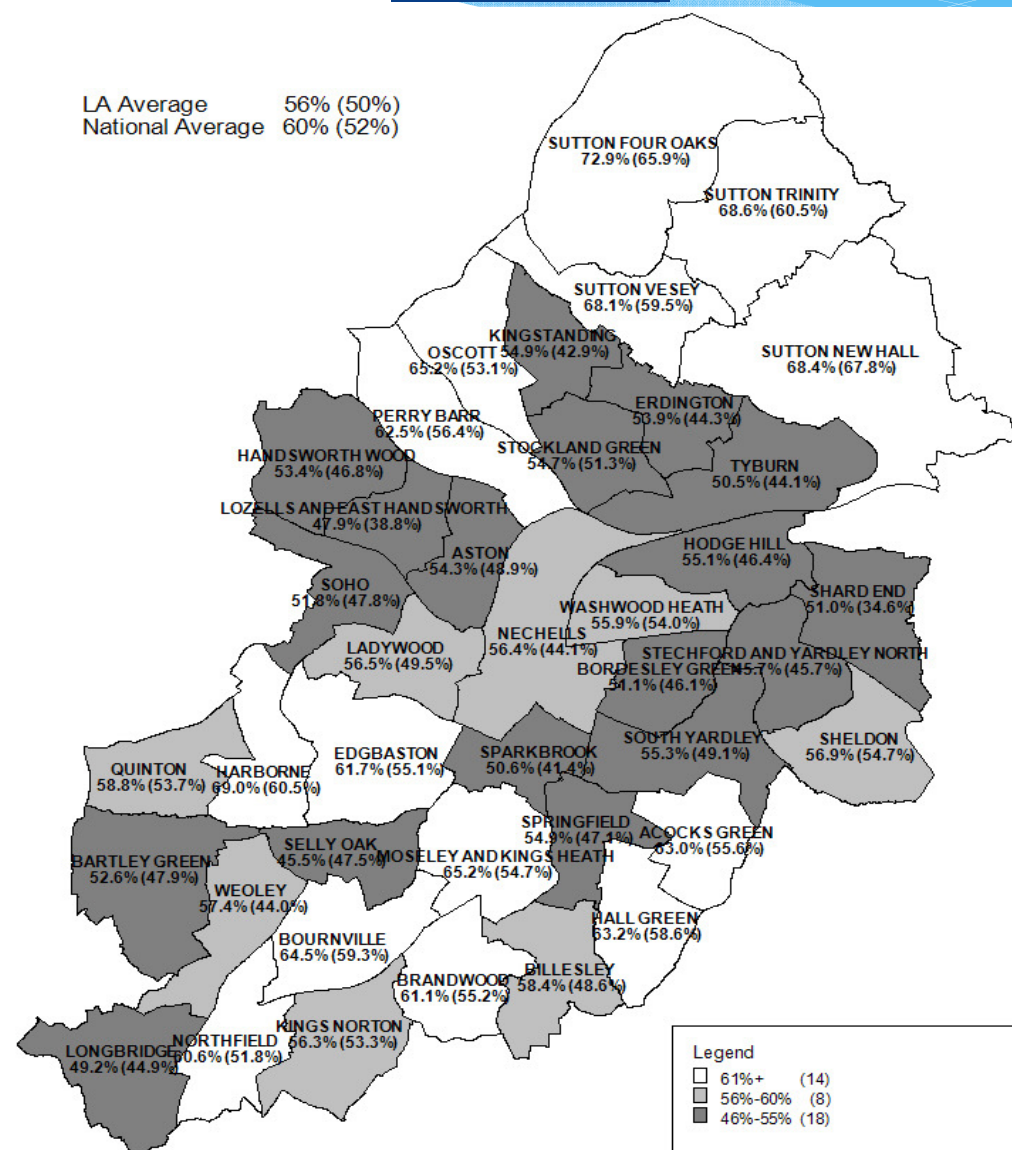 LA Average 56% (50%)
National Average 60% (52%)
SUTTON FOUR OAKS
72.9% (65.9%)
SUTTON TRINITY
68.6% (60.5%)
SUTTON VESEY
68.1% (59.5%)
SUTTON NEW HALL
68.4% (67.8%)
KINGSTANDING
54.9% (42.9%)
OSCOTT
65.2% (53.1%)
ERDINGTON
53.9% (44.3%)
PERRY BARR
62.5% (56.4%)
STOCKLAND GREEN
54.7% (51.3%)
TYBURN
50.5% (44.1%)
HANDSWORTH WOOD
53.4% (46.8%)
LOZELLS AND EAST HANDSWORTH
47.9% (38.8%)
ASTON
54.3% (48.9%)
HODGE HILL
55.1% (46.4%)
SOHO
51.8% (47.8%)
SHARD END
51.0% (34.6%)
WASHWOOD HEATH
55.9% (54.0%)
NECHELLS
56.4% (44.1%)
LADYWOOD
56.5% (49.5%)
STECHFORD AND YARDLEY NORTH
45.7% (45.7%)
BORDESLEY GREEN
51.1% (46.1%)
SOUTH YARDLEY
55.3% (49.1%)
SHELDON
56.9% (54.7%)
EDGBASTON
61.7% (55.1%)
SPARKBROOK
50.6% (41.4%)
QUINTON
58.8% (53.7%)
HARBORNE
69.0% (60.5%)
SPRINGFIELD
54.9% (47.1%)
ACOCKS GREEN
63.0% (55.6%)
SELLY OAK
45.5% (47.5%)
MOSELEY AND KINGS HEATH
65.2% (54.7%)
BARTLEY GREEN
52.6% (47.9%)
WEOLEY
57.4% (44.0%)
HALL GREEN
63.2% (58.6%)
BOURNVILLE
64.5% (59.3%)
BILLESLEY
58.4% (48.6%)
BRANDWOOD
61.1% (55.2%)
KINGS NORTON
56.3% (53.3%)
NORTHFIELD
60.6% (51.8%)
LONGBRIDGE
49.2% (44.9%)
Legend
61%+ (14)
56%-60% (8)
46%-55% (18)